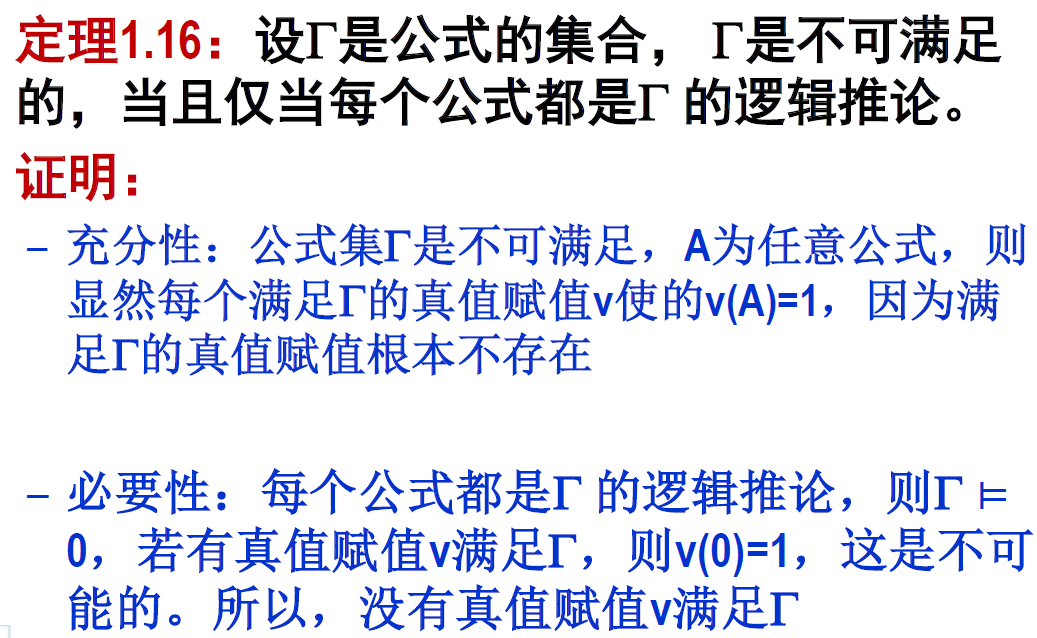 定理1.16：设Γ是公式的集合， Γ是不可满足
的，当且仅当每个公式都是Γ 的逻辑推论。
证明：
– 充分性：公式集Γ是不可满足，A为任意公式，则
显然每个满足Γ的真值赋值v使的v(A)=1，因为满
足Γ的真值赋值根本不存在
– 必要性：每个公式都是Γ 的逻辑推论，则Γ ⊨
0，若有真值赋值v满足Γ，则v(0)=1，这是不可
能的。所以，没有真值赋值v满足Γ